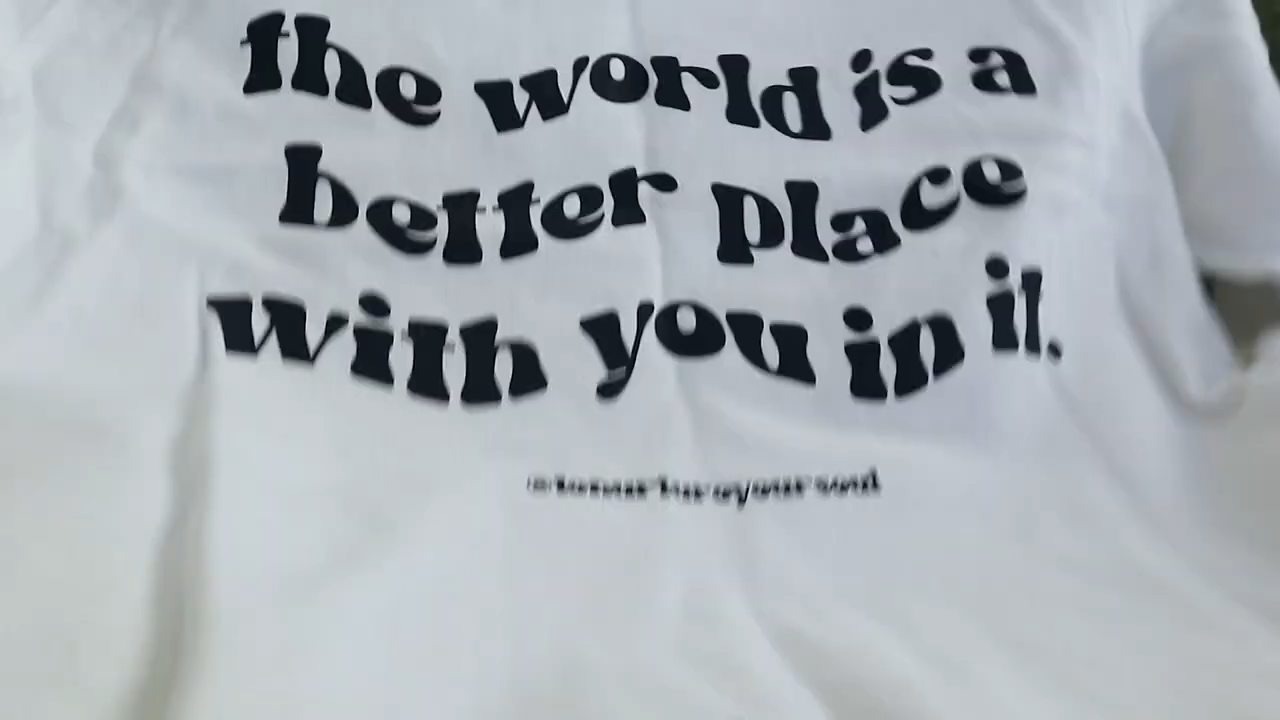 the world is a
better place
with you in it.